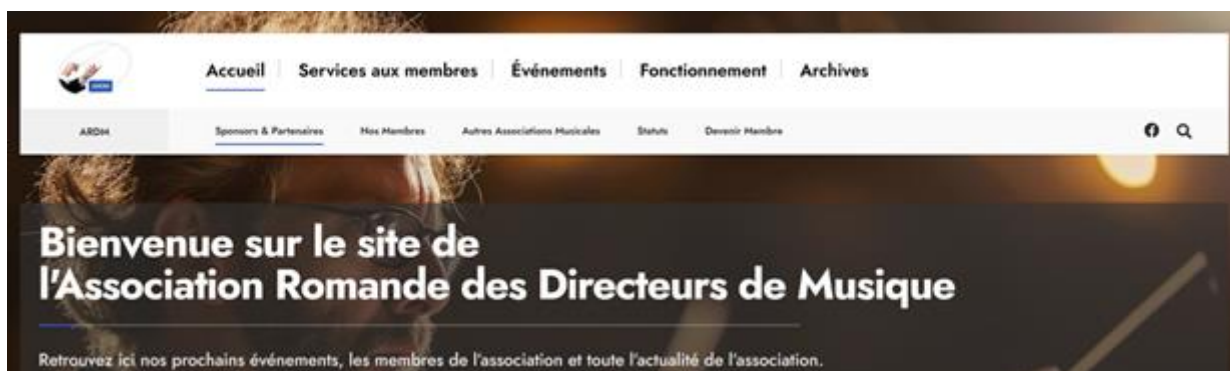 Accueil Services aux membres Événements Fonctionnement Archives
ARDM Sponsors & Partenaires Nos Membres Autres Associations Musicales Statuts Devenir Membre
Bienvenue sur le site de
l'Association Romande des Directeurs de Musique
Retrouvez ici nos prochains événements, les membres de l'association et toute l'actualité de l'association.